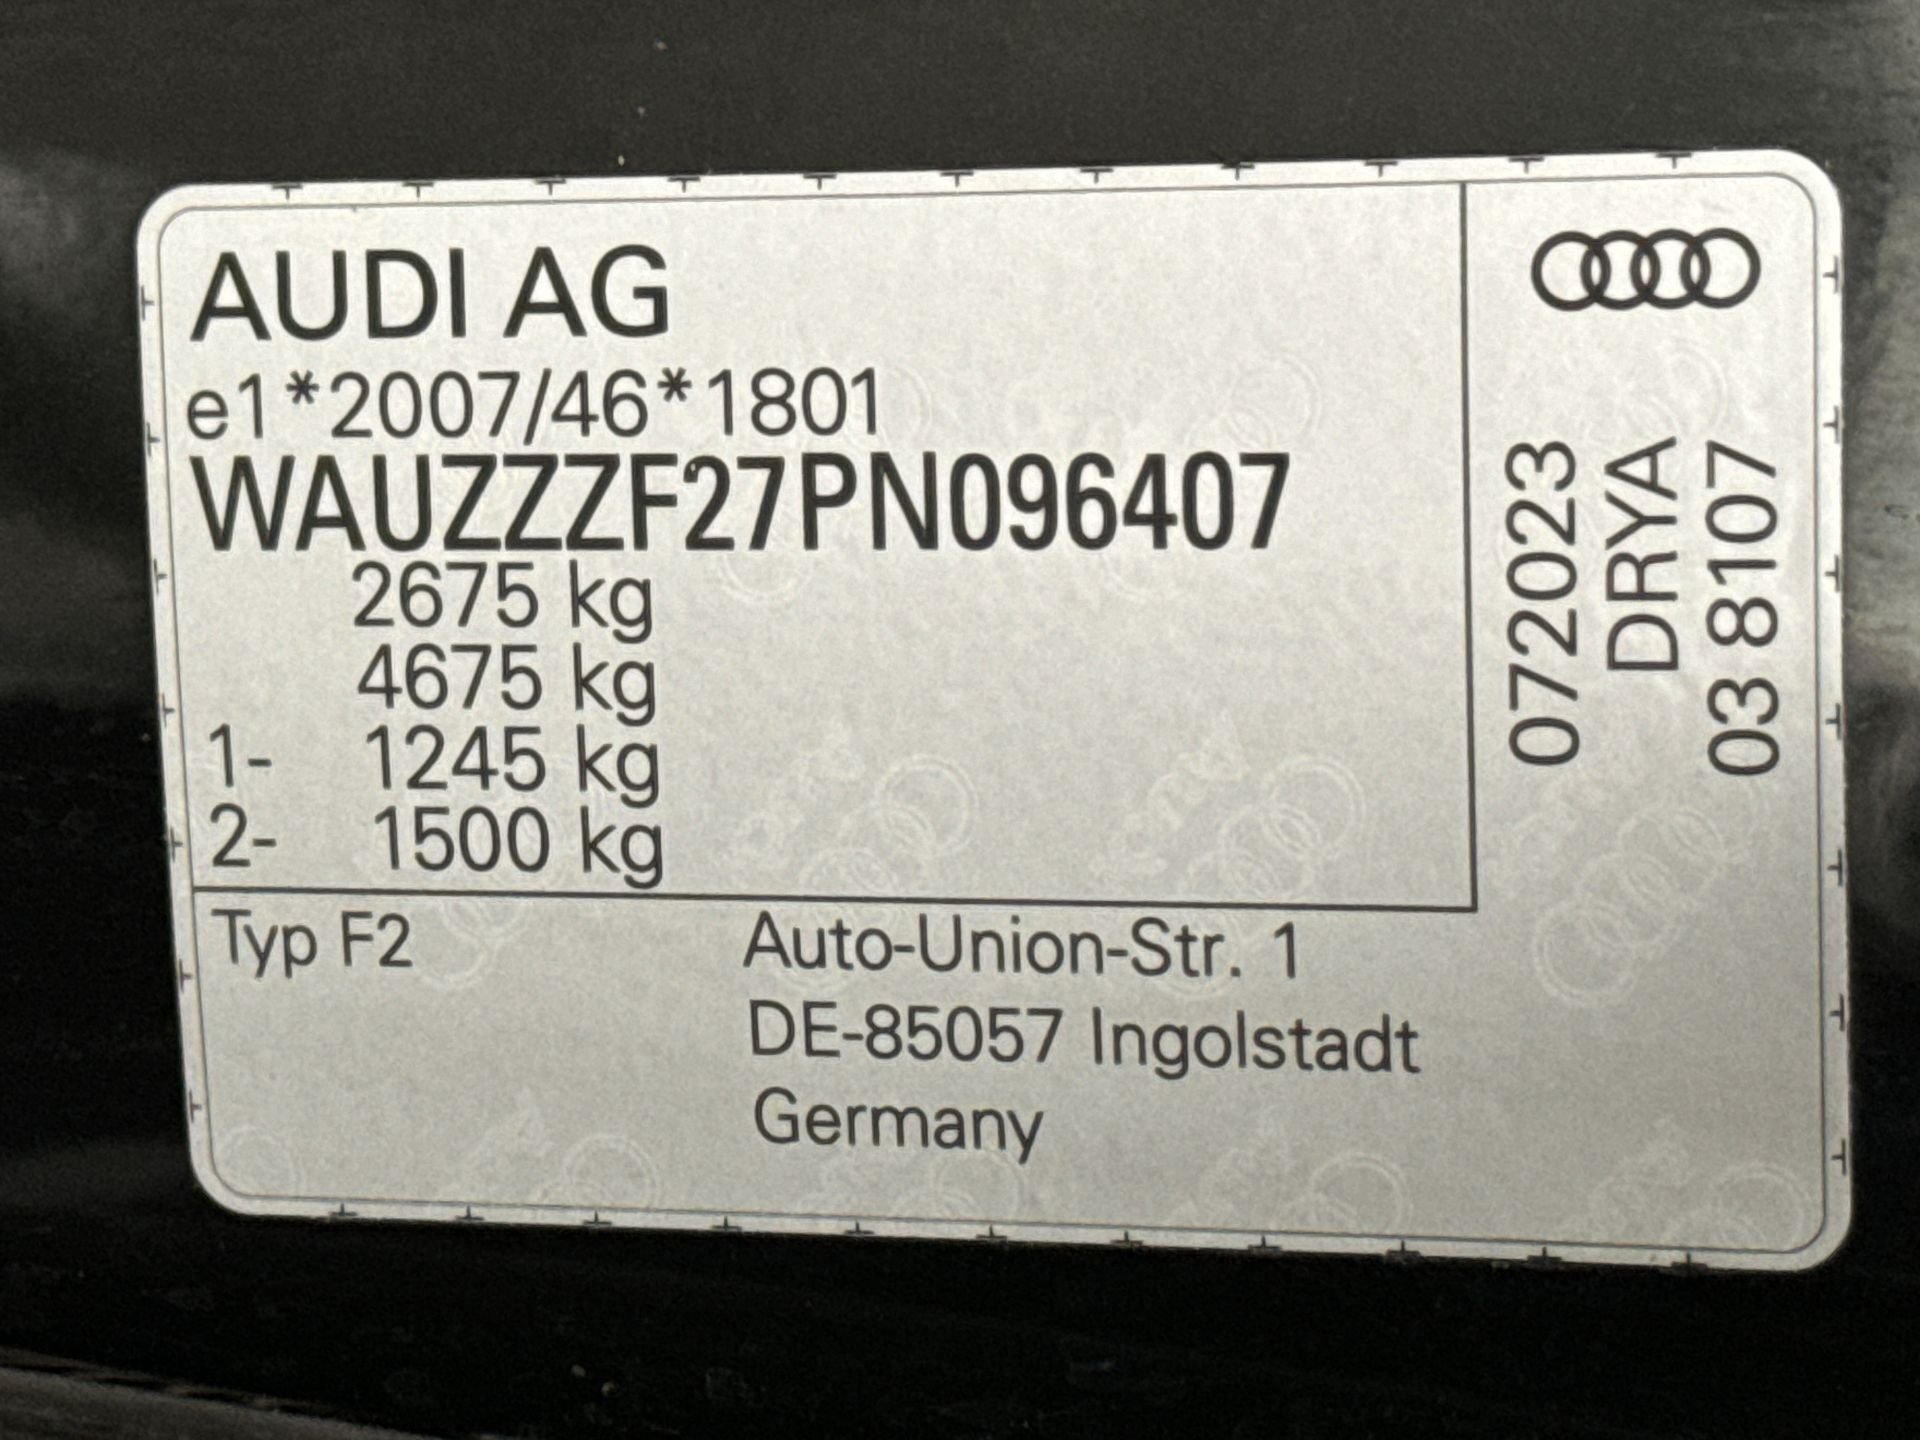 AUDI AG
e1*2007/46*1801
WAUZZZF27PN096407
2675 kg
4675 kg
1- 1245 kg
2- 1500 kg
Typ F2
Auto-Union-Str. 1
DE-85057 Ingolstadt
Germany
072023
DRYA
03 8107